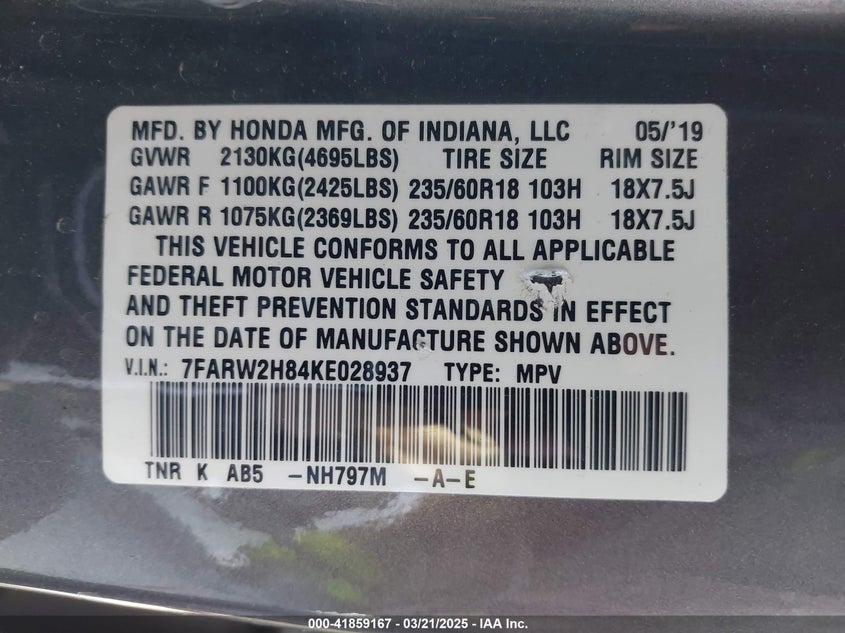 MFD. BY HONDA MFG. OF INDIANA, LLC 05/'19
GVWR 2130KG(4695LBS) TIRE SIZE RIM SIZE
GAWR F 1100KG(2425LBS) 235/60R18 103H 18X7.5J
GAWR R 1075KG(2369LBS) 235/60R18 103H 18X7.5J
THIS VEHICLE CONFORMS TO ALL APPLICABLE
FEDERAL MOTOR VEHICLE SAFETY
AND THEFT PREVENTION STANDARDS IN EFFECT
ON THE DATE OF MANUFACTURE SHOWN ABOVE.
V.I.N.: 7FARW2H84KE028937 TYPE: MPV
TNR K AB5 -NH797M -A-E
000-41859167 - 03/21/2025 - IAA Inc.